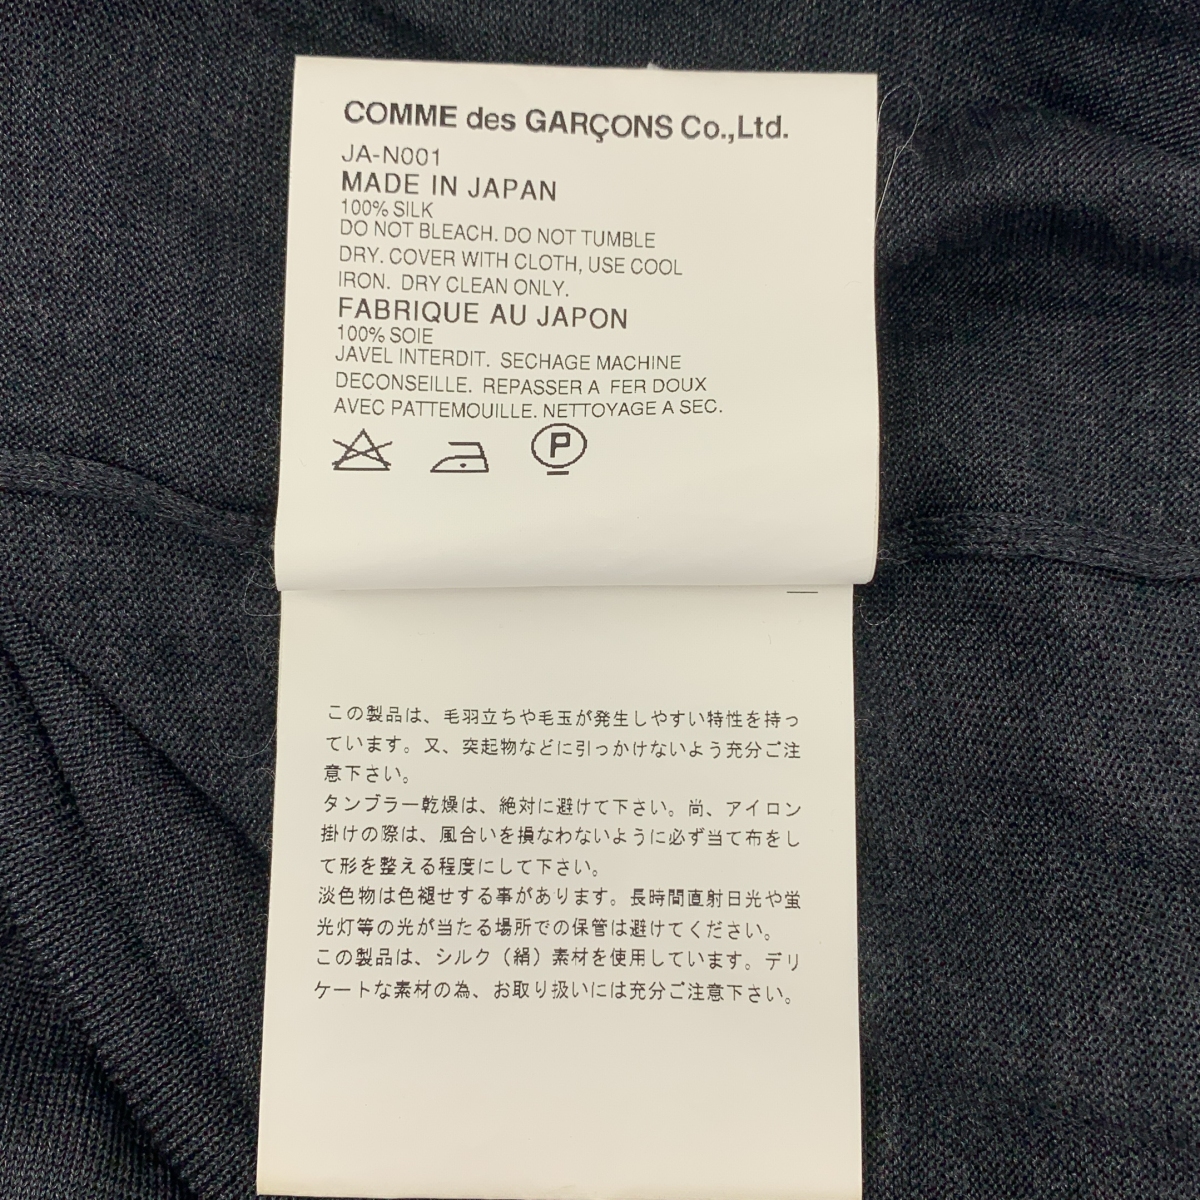 COMME des GARÇONS Co.,Ltd.
JA-N001
MADE IN JAPAN
100% SILK
DO NOT BLEACH. DO NOT TUMBLE
DRY. COVER WITH CLOTH, USE COOL
IRON. DRY CLEAN ONLY.
FABRIQUE AU JAPON
100% SOIE
JAVEL INTERDIT. SECHAGE MACHINE
DECONSEILLE. REPASSER A FER DOUX
AVEC PATTEMOUILLE. NETTOYAGE A SEC.
P
この製品は、毛羽立ちや毛玉が発生しやすい特性を持っ
ています。又、突起物などに引っかけないよう充分ご注
意下さい。
タンブラー乾燥は、絶対に避けて下さい。尚、アイロン
掛けの際は、風合いを損なわないように必ず当て布をし
て形を整える程度にして下さい。
淡色物は色褪せする事があります。長時間直射日光や蛍
光灯等の光が当たる場所での保管は避けてください。
この製品は、シルク（絹）素材を使用しています。デリ
ケートな素材の為、お取り扱いには充分ご注意下さい。